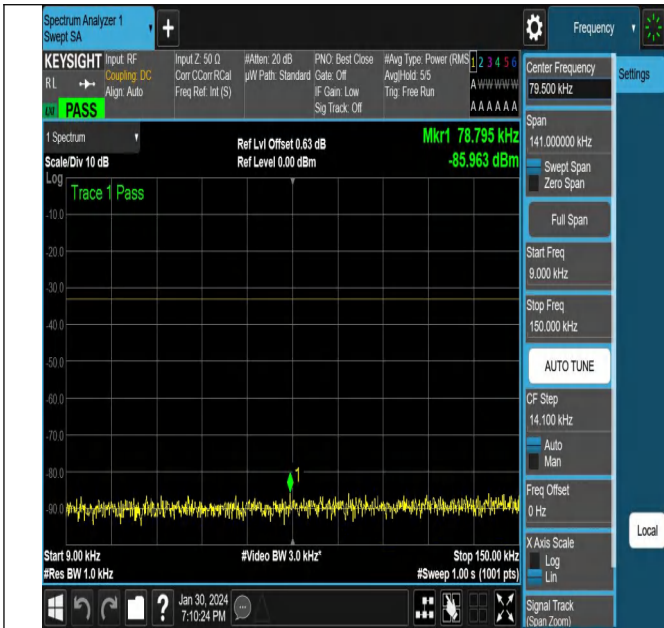 Spectrum Analyzer 1
Swept SA
Frequency
KEYSIGHT
RL
PASS
Input: RF
Coupling: DC
Align: Auto
Input Z: 50 Ω
Corr CCorr RCal
Freq Ref: Int (S)
#Atten: 20 dB
µW Path: Standard
PNO: Best Close
Gate: Off
IF Gain: Low
Sig Track: Off
#Avg Type: Power (RMS
Avg|Hold: 5/5
Trig: Free Run
1 2 3 4 5 6
A W W W W W
A A A A A A
1 Spectrum
Scale/Div 10 dB
Ref Lvl Offset 0.63 dB
Ref Level 0.00 dBm
Mkr1 78.795 kHz
-85.963 dBm
Log
Trace 1 Pass
-10.0
-20.0
-30.0
-40.0
-50.0
-60.0
-70.0
-80.0
-90.0
1
Start 9.00 kHz
#Res BW 1.0 kHz
#Video BW 3.0 kHz*
Stop 150.00 kHz
#Sweep 1.00 s (1001 pts)
Jan 30, 2024
7:10:24 PM
Center Frequency
79.500 kHz
Settings
Span
141.000000 kHz
Swept Span
Zero Span
Full Span
Start Freq
9.000 kHz
Stop Freq
150.000 kHz
AUTO TUNE
CF Step
14.100 kHz
Auto
Man
Freq Offset
0 Hz
X Axis Scale
Log
Lin
Local
Signal Track
(Span Zoom)